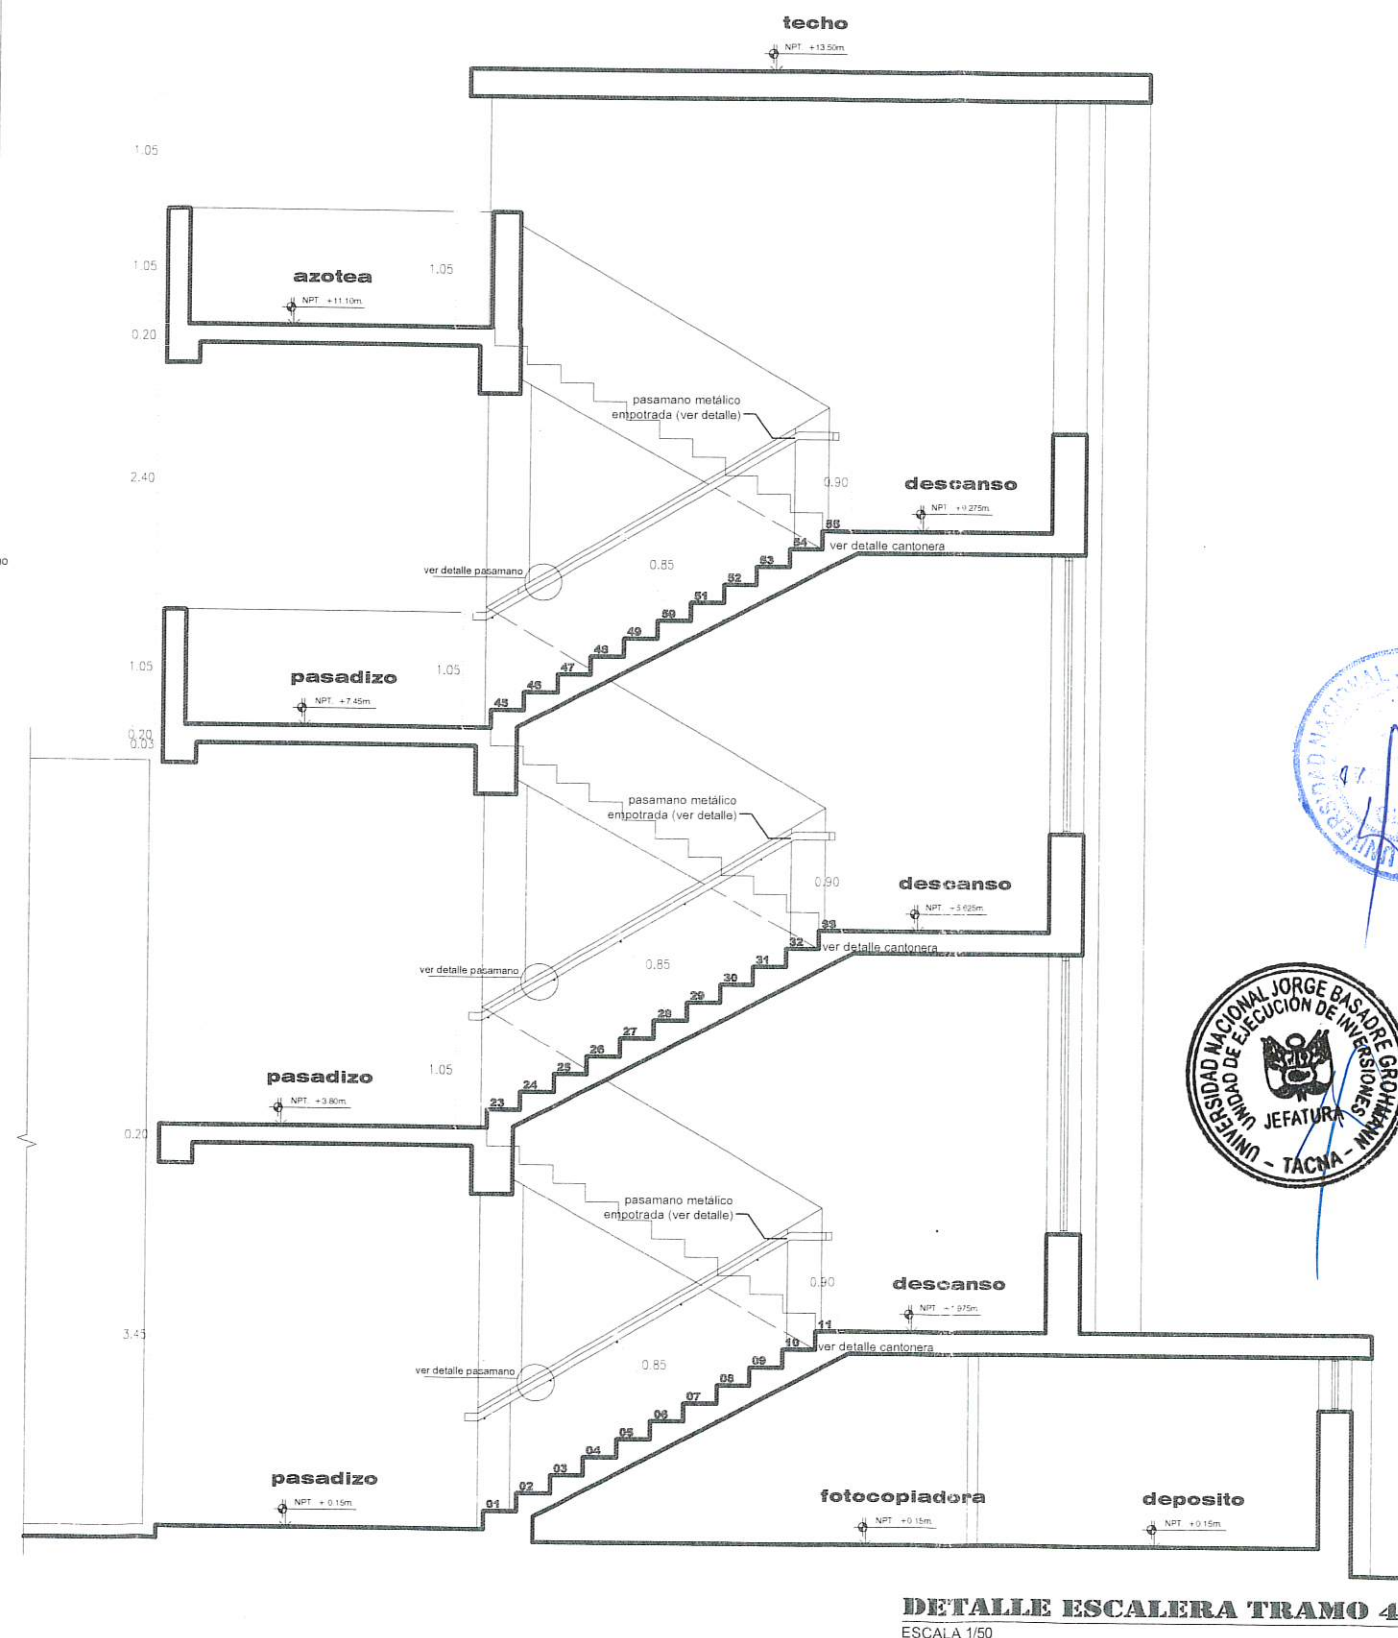 techo
NPT. +13.50m.
1.05
1.05
azotea
1.05
NPT. +11.10m.
0.20
pasamano metálico
empotrada (ver detalle)
2.40
0.90
descanso
NPT. +9.275m.
55
54
ver detalle cantonera
53
ver detalle pasamano
0.85
52
51
50
49
48
47
46
45
1.05
pasadizo
1.05
NPT. +7.45m.
0.20
0.03
pasamano metálico
empotrada (ver detalle)
0.90
descanso
33
32
ver detalle cantonera
31
ver detalle pasamano
0.85
30
29
28
27
26
25
24
23
pasadizo
1.05
NPT. +3.80m.
0.20
pasamano metálico
empotrada (ver detalle)
0.90
descanso
3.45
11
10
ver detalle cantonera
09
ver detalle pasamano
0.85
08
07
06
05
04
03
02
01
pasadizo
NPT. +0.15m.
fotocopiadora
NPT. +0.15m.
deposito
NPT. +0.15m.
UNIVERSIDAD NACIONAL JORGE BASADRE GROHMANN
UNIDAD DE EJECUCIÓN DE INVERSIONES
JEFATURA
- TACNA -
UNIVERSIDAD NACIONAL
DETALLE ESCALERA TRAMO 4
ESCALA 1/50